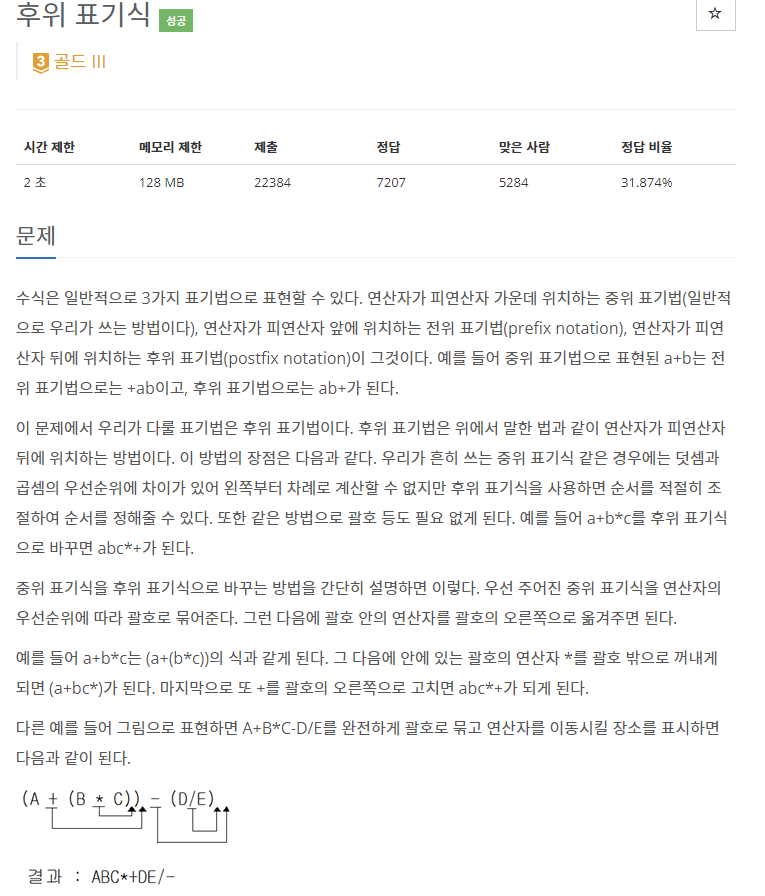 후위 표기식 성공
☆
3 골드 III
시간 제한 메모리 제한 제출 정답 맞은 사람 정답 비율
2 초 128 MB 22384 7207 5284 31.874%
문제
수식은 일반적으로 3가지 표기법으로 표현할 수 있다. 연산자가 피연산자 가운데 위치하는 중위 표기법(일반적
으로 우리가 쓰는 방법이다), 연산자가 피연산자 앞에 위치하는 전위 표기법(prefix notation), 연산자가 피연
산자 뒤에 위치하는 후위 표기법(postfix notation)이 그것이다. 예를 들어 중위 표기법으로 표현된 a+b는 전
위 표기법으로는 +ab이고, 후위 표기법으로는 ab+가 된다.
이 문제에서 우리가 다룰 표기법은 후위 표기법이다. 후위 표기법은 위에서 말한 법과 같이 연산자가 피연산자
뒤에 위치하는 방법이다. 이 방법의 장점은 다음과 같다. 우리가 흔히 쓰는 중위 표기식 같은 경우에는 덧셈과
곱셈의 우선순위에 차이가 있어 왼쪽부터 차례로 계산할 수 없지만 후위 표기식을 사용하면 순서를 적절히 조
절하여 순서를 정해줄 수 있다. 또한 같은 방법으로 괄호 등도 필요 없게 된다. 예를 들어 a+b*c를 후위 표기식
으로 바꾸면 abc*+가 된다.
중위 표기식을 후위 표기식으로 바꾸는 방법을 간단히 설명하면 이렇다. 우선 주어진 중위 표기식을 연산자의
우선순위에 따라 괄호로 묶어준다. 그런 다음에 괄호 안의 연산자를 괄호의 오른쪽으로 옮겨주면 된다.
예를 들어 a+b*c는 (a+(b*c))의 식과 같게 된다. 그 다음에 안에 있는 괄호의 연산자 *를 괄호 밖으로 꺼내게
되면 (a+bc*)가 된다. 마지막으로 또 +를 괄호의 오른쪽으로 고치면 abc*+가 되게 된다.
다른 예를 들어 그림으로 표현하면 A+B*C-D/E를 완전하게 괄호로 묶고 연산자를 이동시킬 장소를 표시하면
다음과 같이 된다.
(A + (B * C)) - (D/E)
결과 : ABC*+DE/-